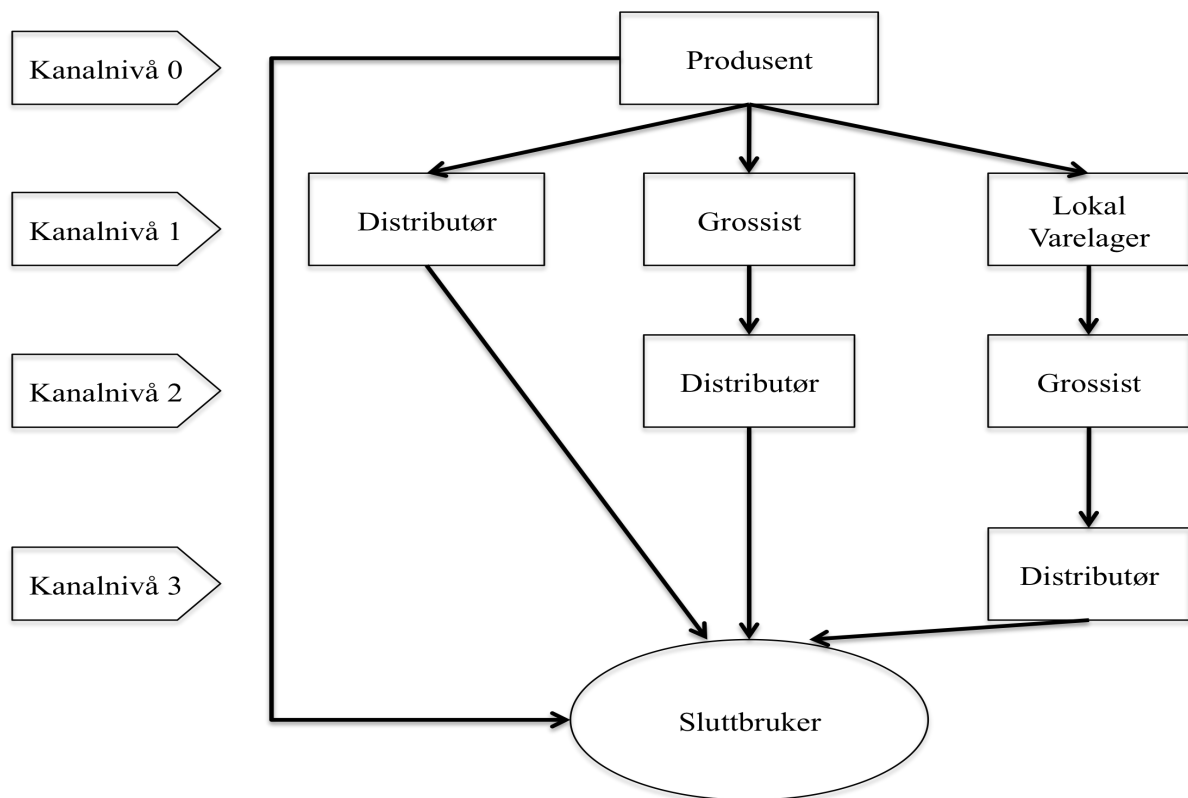 Kanalnivå 0
Produsent
Kanalnivå 1
Distributør
Grossist
Lokal
Varelager
Kanalnivå 2
Distributør
Grossist
Kanalnivå 3
Distributør
Sluttbruker